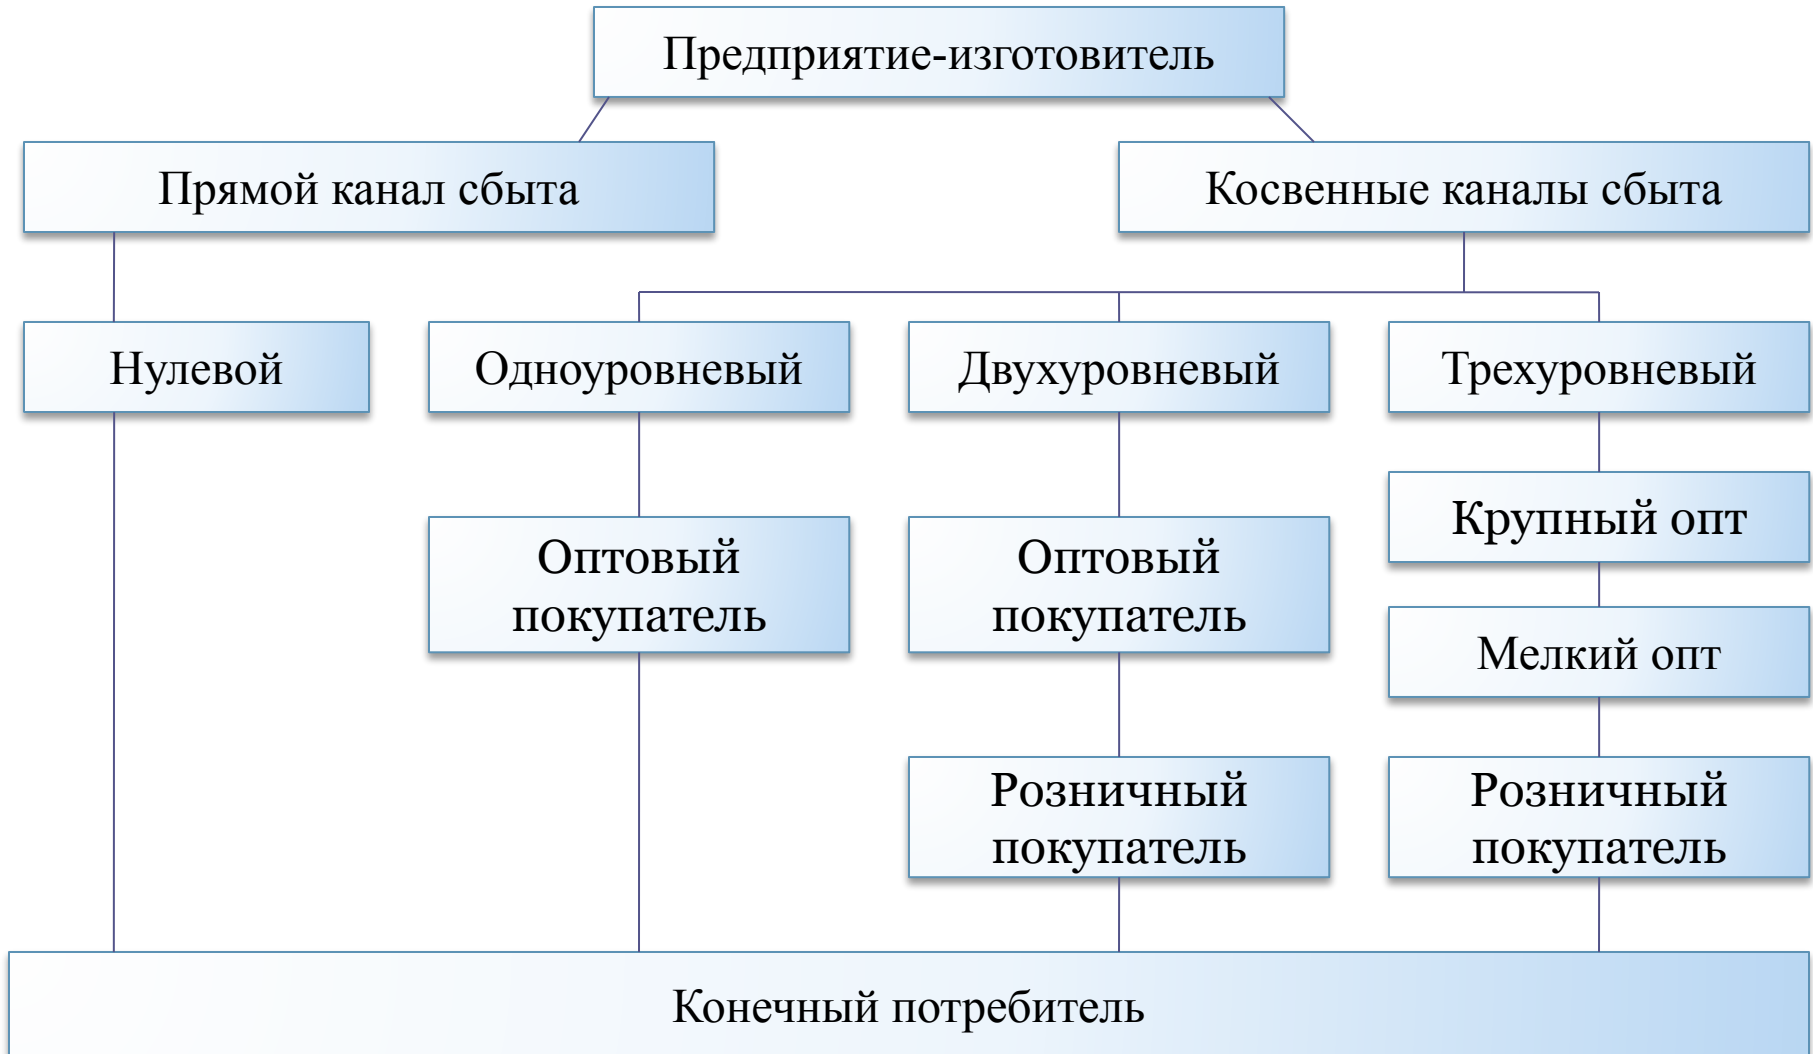 Предприятие-изготовитель
Прямой канал сбыта
Косвенные каналы сбыта
Нулевой
Одноуровневый
Двухуровневый
Трехуровневый
Оптовый
покупатель
Оптовый
покупатель
Крупный опт
Мелкий опт
Розничный
покупатель
Розничный
покупатель
Конечный потребитель